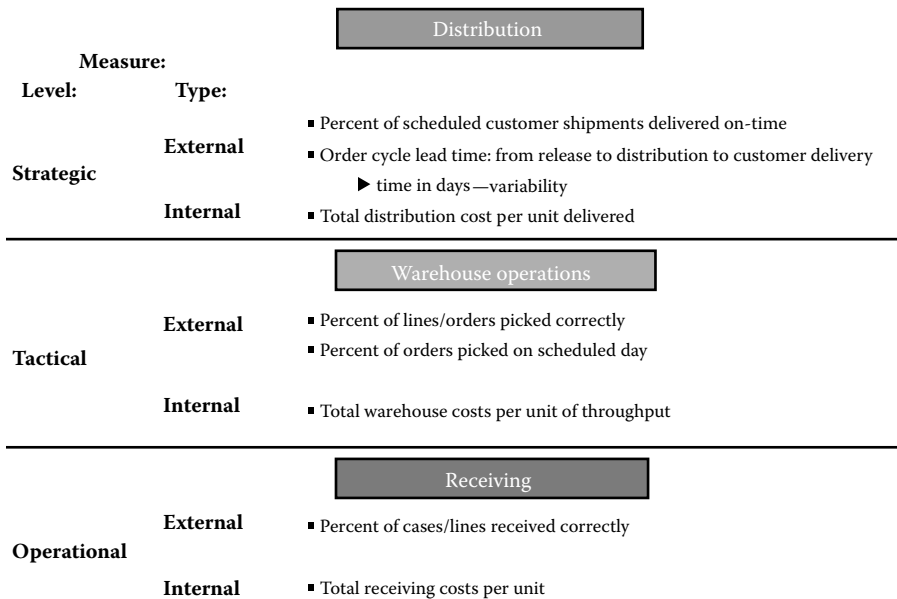 Distribution
Measure:
Level: Type:
Strategic
External
▪ Percent of scheduled customer shipments delivered on-time
▪ Order cycle lead time: from release to distribution to customer delivery
▶ time in days—variability
Internal
▪ Total distribution cost per unit delivered
Warehouse operations
Tactical
External
▪ Percent of lines/orders picked correctly
▪ Percent of orders picked on scheduled day
Internal
▪ Total warehouse costs per unit of throughput
Receiving
Operational
External
▪ Percent of cases/lines received correctly
Internal
▪ Total receiving costs per unit